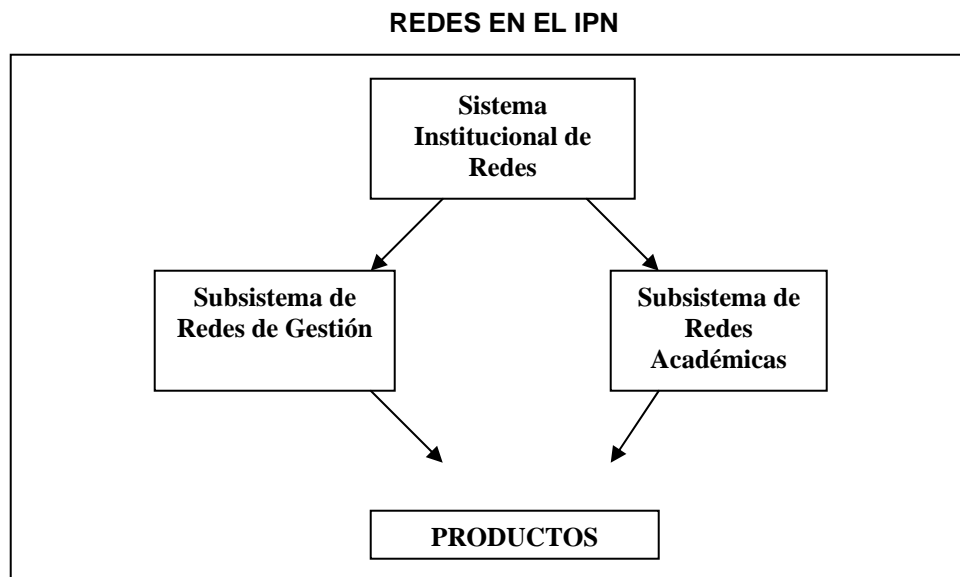 REDES EN EL IPN
Sistema
Institucional de
Redes
Subsistema de
Redes de Gestión
Subsistema de
Redes
Académicas
PRODUCTOS